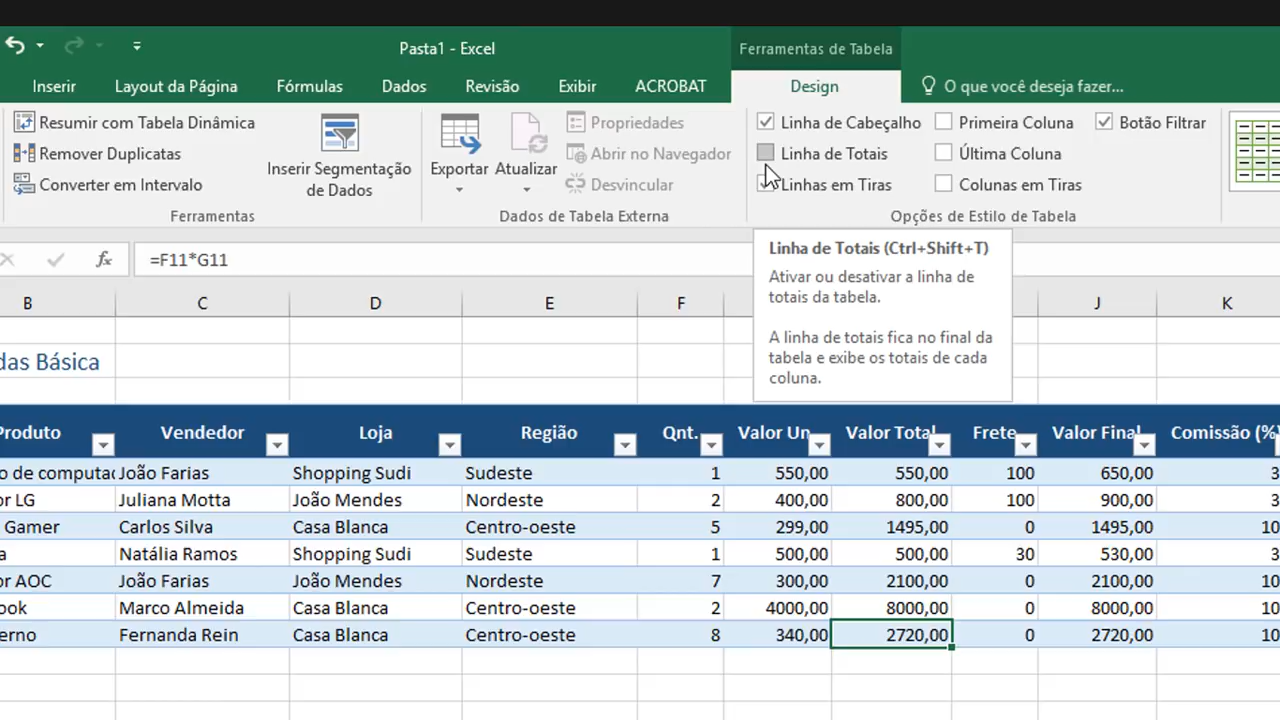 Pasta1 - Excel
Ferramentas de Tabela
Inserir Layout da Página Fórmulas Dados Revisão Exibir ACROBAT Design O que você deseja fazer...
Resumir com Tabela Dinâmica
Remover Duplicatas
Converter em Intervalo
Ferramentas
Inserir Segmentação
de Dados
Exportar Atualizar
Propriedades
Abrir no Navegador
Desvincular
Dados de Tabela Externa
Linha de Cabeçalho Primeira Coluna Botão Filtrar
Linha de Totais Última Coluna
Linhas em Tiras Colunas em Tiras
Opções de Estilo de Tabela
fx =F11*G11
Linha de Totais (Ctrl+Shift+T)
Ativar ou desativar a linha de
totais da tabela.
A linha de totais fica no final da
tabela e exibe os totais de cada
coluna.
B C D E F J K
das Básica
Produto Vendedor Loja Região Qnt. Valor Un Valor Total Frete Valor Final Comissão (%)
o de computac João Farias Shopping Sudi Sudeste 1 550,00 550,00 100 650,00 3
or LG Juliana Motta João Mendes Nordeste 2 400,00 800,00 100 900,00 3
Gamer Carlos Silva Casa Blanca Centro-oeste 5 299,00 1495,00 0 1495,00 10
a Natália Ramos Shopping Sudi Sudeste 1 500,00 500,00 30 530,00 3
or AOC João Farias João Mendes Nordeste 7 300,00 2100,00 0 2100,00 10
ook Marco Almeida Casa Blanca Centro-oeste 2 4000,00 8000,00 0 8000,00 10
erno Fernanda Rein Casa Blanca Centro-oeste 8 340,00 2720,00 0 2720,00 10